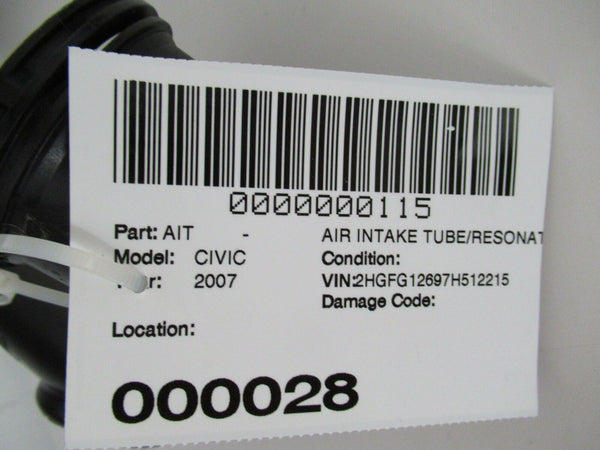 0000000115
Part: AIT - AIR INTAKE TUBE/RESONAT
Model: CIVIC Condition:
2007 VIN:2HGFG12697H512215
Damage Code:
Location:
000028